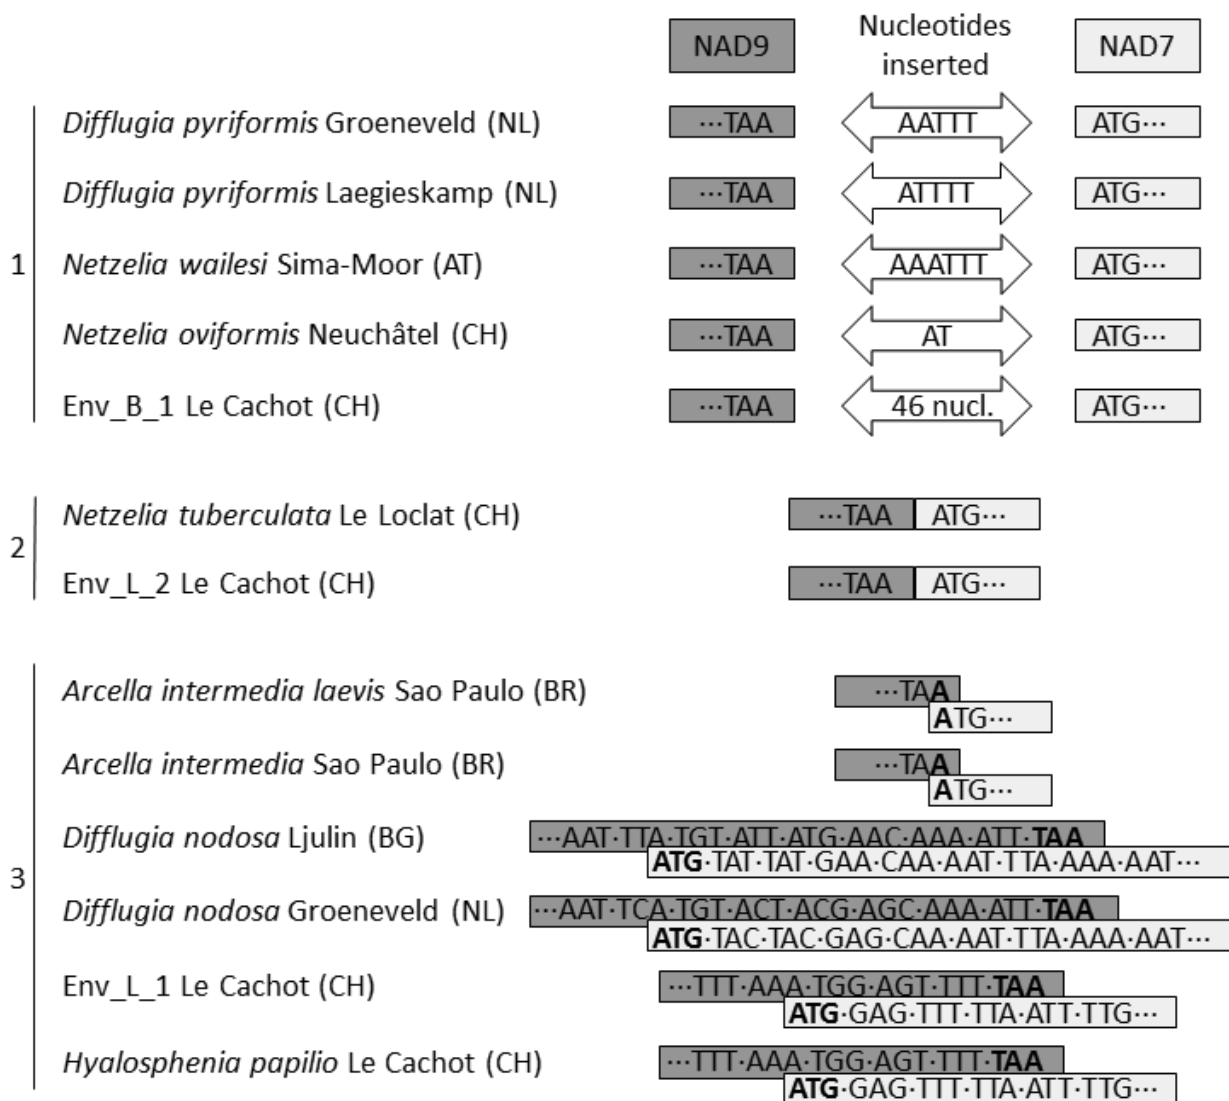 NAD9 Nucleotides inserted NAD7
1
Difflugia pyriformis Groeneveld (NL) ···TAA AATTT ATG···
Difflugia pyriformis Laegieskamp (NL) ···TAA ATTTT ATG···
Netzelia wailesi Sima-Moor (AT) ···TAA AAATTT ATG···
Netzelia oviformis Neuchâtel (CH) ···TAA AT ATG···
Env_B_1 Le Cachot (CH) ···TAA 46 nucl. ATG···
2
Netzelia tuberculata Le Loclat (CH) ···TAA ATG···
Env_L_2 Le Cachot (CH) ···TAA ATG···
3
Arcella intermedia laevis Sao Paulo (BR) ···TAA
ATG···
Arcella intermedia Sao Paulo (BR) ···TAA
ATG···
Difflugia nodosa Ljulin (BG) ···AAT·TTA·TGT·ATT·ATG·AAC·AAA·ATT·TAA
ATG·TAT·TAT·GAA·CAA·AAT·TTA·AAA·AAT···
Difflugia nodosa Groeneveld (NL) ···AAT·TCA·TGT·ACT·ACG·AGC·AAA·ATT·TAA
ATG·TAC·TAC·GAG·CAA·AAT·TTA·AAA·AAT···
Env_L_1 Le Cachot (CH) ···TTT·AAA·TGG·AGT·TTT·TAA
ATG·GAG·TTT·TTA·ATT·TTG···
Hyalosphenia papilio Le Cachot (CH) ···TTT·AAA·TGG·AGT·TTT·TAA
ATG·GAG·TTT·TTA·ATT·TTG···